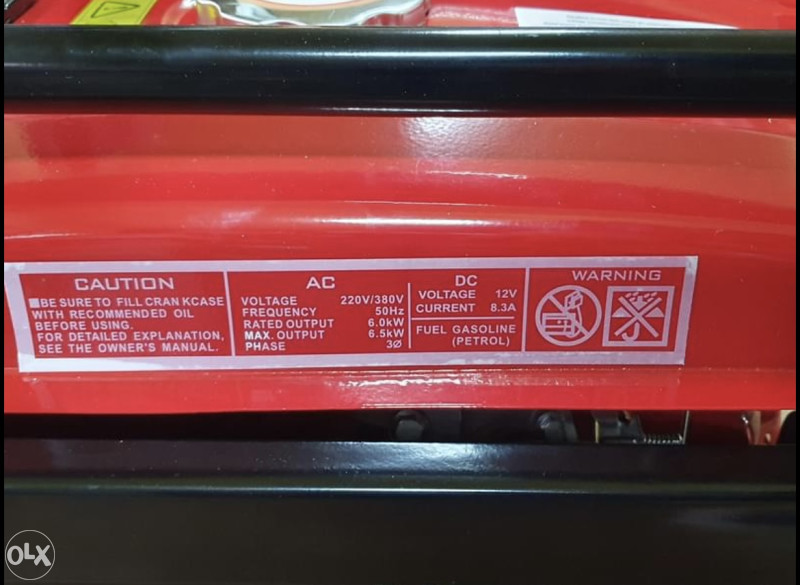 CAUTION
■BE SURE TO FILL CRAN KCASE
WITH RECOMMENDED OIL
BEFORE USING.
FOR DETAILED EXPLANATION,
SEE THE OWNER'S MANUAL.
AC
VOLTAGE 220V/380V
FREQUENCY 50Hz
RATED OUTPUT 6.0kW
MAX. OUTPUT 6.5kW
PHASE 3Ø
DC
VOLTAGE 12V
CURRENT 8.3A
FUEL GASOLINE
(PETROL)
WARNING
OLX